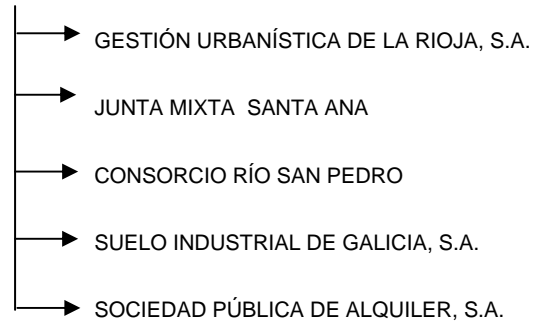 GESTIÓN URBANÍSTICA DE LA RIOJA, S.A.
JUNTA MIXTA SANTA ANA
CONSORCIO RÍO SAN PEDRO
SUELO INDUSTRIAL DE GALICIA, S.A.
SOCIEDAD PÚBLICA DE ALQUILER, S.A.